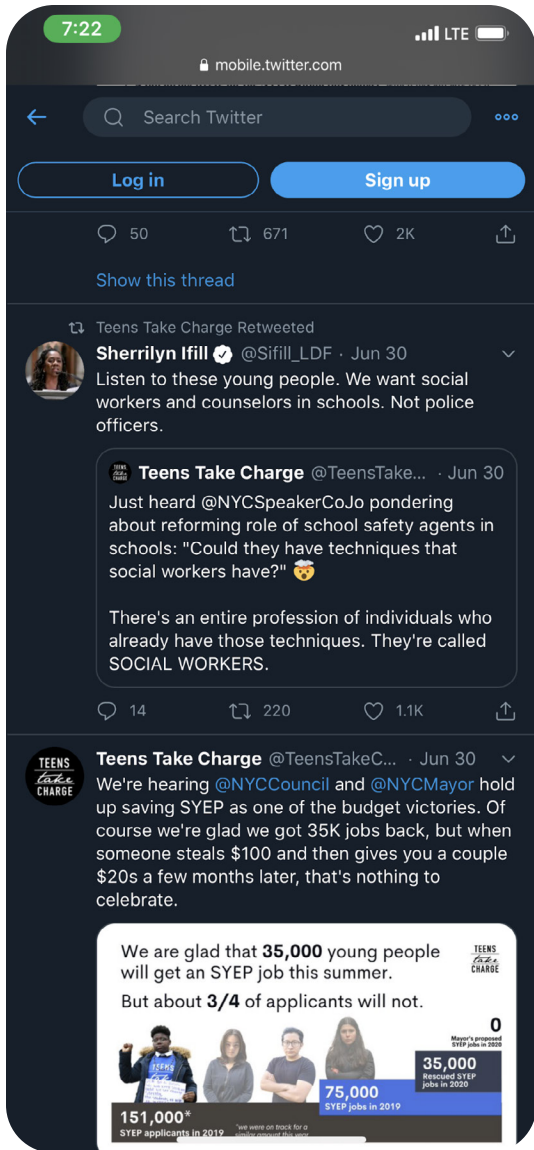 7:22
LTE
mobile.twitter.com
Search Twitter
Log in
Sign up
50 671 2K
Show this thread
Teens Take Charge Retweeted
Sherrilyn Ifill @Sifill_LDF · Jun 30
Listen to these young people. We want social
workers and counselors in schools. Not police
officers.
TEENS take CHARGE
Teens Take Charge @TeensTake... · Jun 30
Just heard @NYCSpeakerCoJo pondering
about reforming role of school safety agents in
schools: "Could they have techniques that
social workers have?" 🤯
There's an entire profession of individuals who
already have those techniques. They're called
SOCIAL WORKERS.
14 220 1.1K
TEENS
take
CHARGE
Teens Take Charge @TeensTakeC... · Jun 30
We're hearing @NYCCouncil and @NYCMayor hold
up saving SYEP as one of the budget victories. Of
course we're glad we got 35K jobs back, but when
someone steals $100 and then gives you a couple
$20s a few months later, that's nothing to
celebrate.
We are glad that 35,000 young people
will get an SYEP job this summer.
But about 3/4 of applicants will not.
TEENS
take
CHARGE
0
Mayor's proposed
SYEP jobs in 2020
35,000
Rescued SYEP
jobs in 2020
75,000
SYEP jobs in 2019
151,000*
SYEP applicants in 2019
*we were on track for a
similar amount this year
TEENS